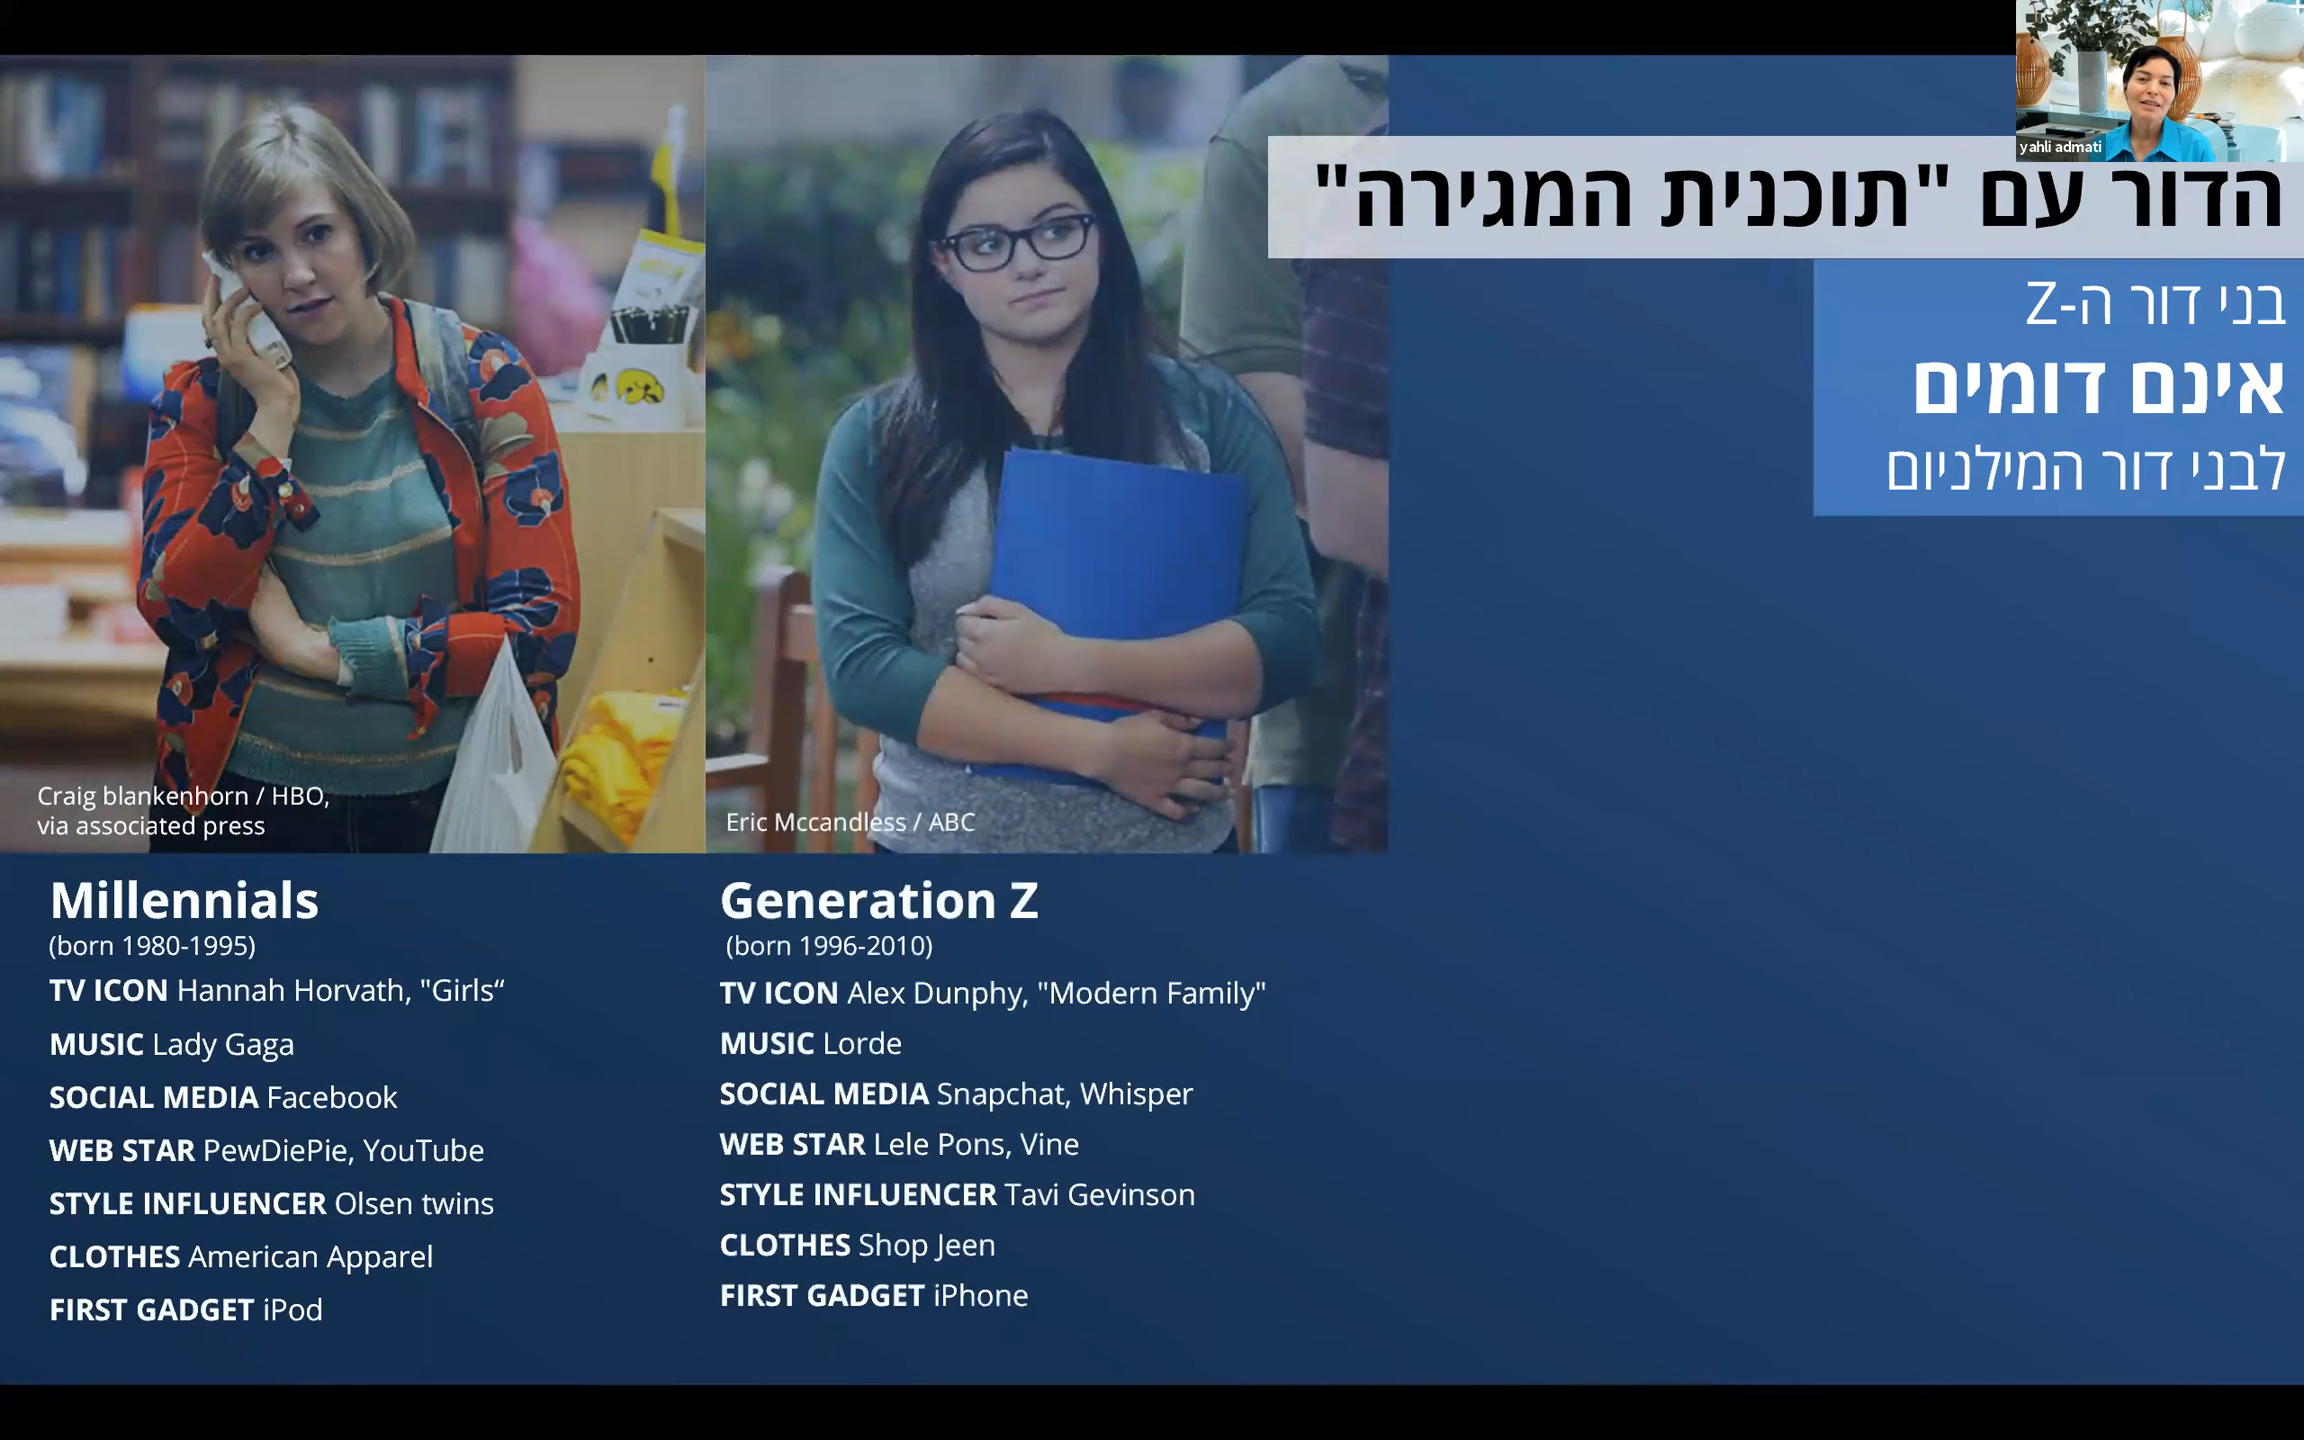 yahli admati
הדור עם "תוכנית המגירה"
בני דור ה-Z
אינם דומים
לבני דור המילניום
Craig blankenhorn / HBO,
via associated press
Eric Mccandless / ABC
Millennials
(born 1980-1995)
TV ICON Hannah Horvath, "Girls“
MUSIC Lady Gaga
SOCIAL MEDIA Facebook
WEB STAR PewDiePie, YouTube
STYLE INFLUENCER Olsen twins
CLOTHES American Apparel
FIRST GADGET iPod
Generation Z
(born 1996-2010)
TV ICON Alex Dunphy, "Modern Family"
MUSIC Lorde
SOCIAL MEDIA Snapchat, Whisper
WEB STAR Lele Pons, Vine
STYLE INFLUENCER Tavi Gevinson
CLOTHES Shop Jeen
FIRST GADGET iPhone